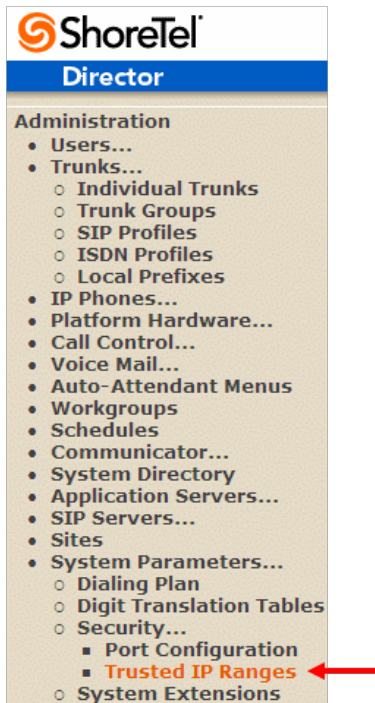 ShoreTel
Director
Administration
Users...
Trunks...
Individual Trunks
Trunk Groups
SIP Profiles
ISDN Profiles
Local Prefixes
IP Phones...
Platform Hardware...
Call Control...
Voice Mail...
Auto-Attendant Menus
Workgroups
Schedules
Communicator...
System Directory
Application Servers...
SIP Servers...
Sites
System Parameters...
Dialing Plan
Digit Translation Tables
Security...
Port Configuration
Trusted IP Ranges
System Extensions